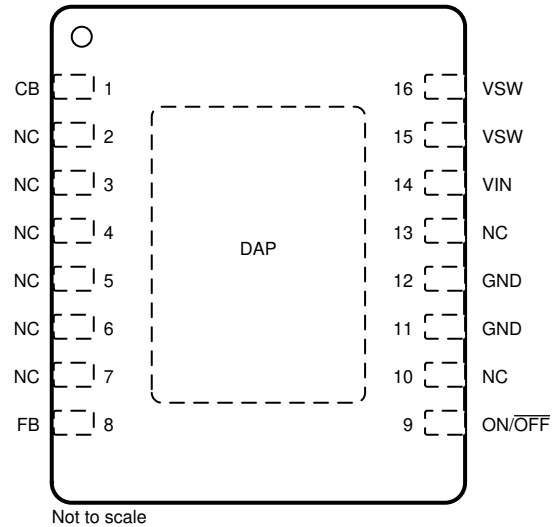 CB 1 16 VSW
NC 2 15 VSW
NC 3 14 VIN
NC 4 13 NC
DAP
NC 5 12 GND
NC 6 11 GND
NC 7 10 NC
FB 8 9 ON/O̅F̅F̅
Not to scale